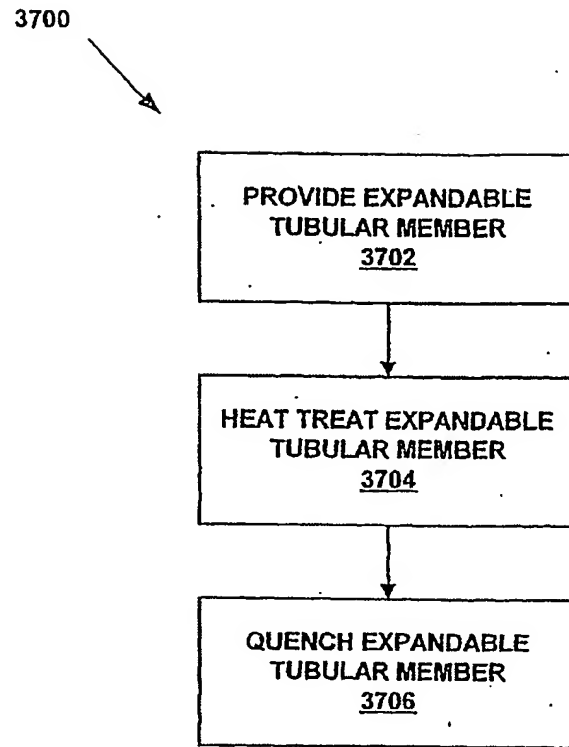 3700
PROVIDE EXPANDABLE
TUBULAR MEMBER
3702
HEAT TREAT EXPANDABLE
TUBULAR MEMBER
3704
QUENCH EXPANDABLE
TUBULAR MEMBER
3706